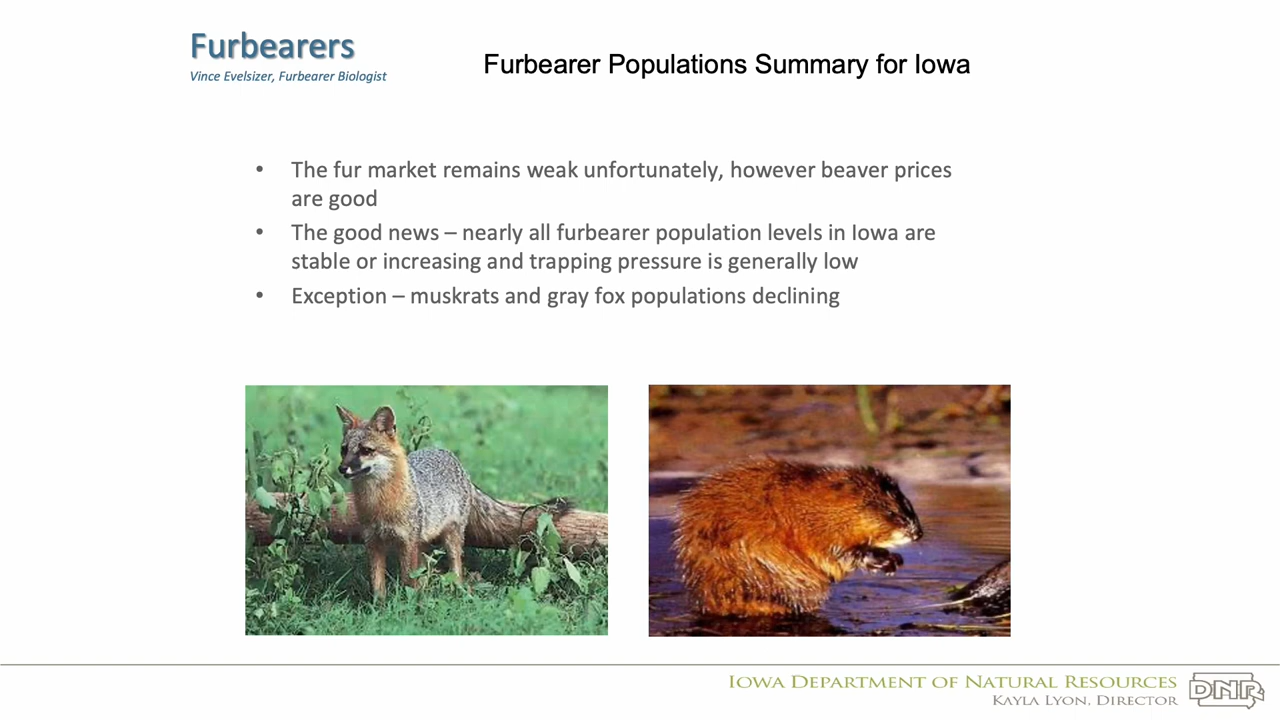 Furbearers
Vince Evelsizer, Furbearer Biologist
Furbearer Populations Summary for Iowa
• The fur market remains weak unfortunately, however beaver prices
are good
• The good news – nearly all furbearer population levels in Iowa are
stable or increasing and trapping pressure is generally low
• Exception – muskrats and gray fox populations declining
Iowa Department of Natural Resources
Kayla Lyon, Director
DNR